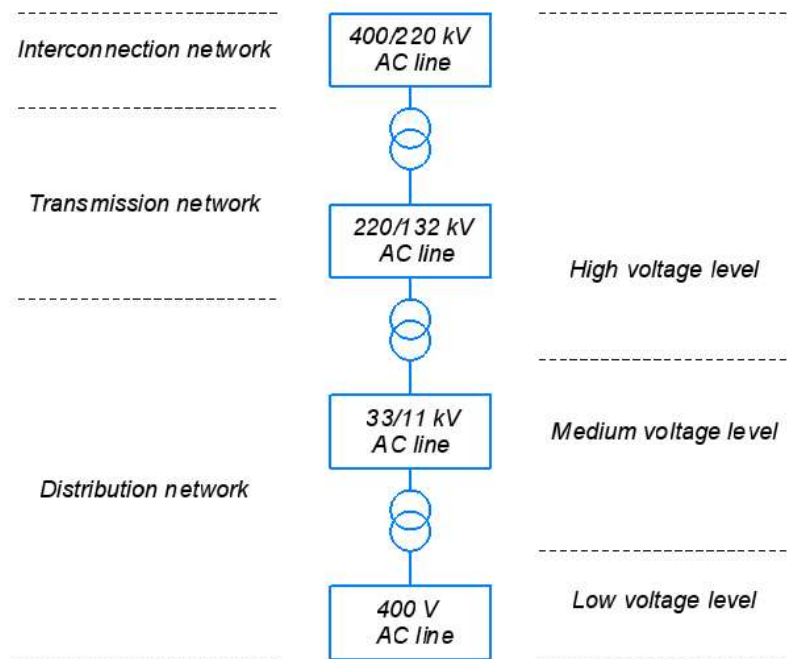 Interconnection network
400/220 kV
AC line
Transmission network
220/132 kV
AC line
High voltage level
33/11 kV
AC line
Medium voltage level
Distribution network
400 V
AC line
Low voltage level